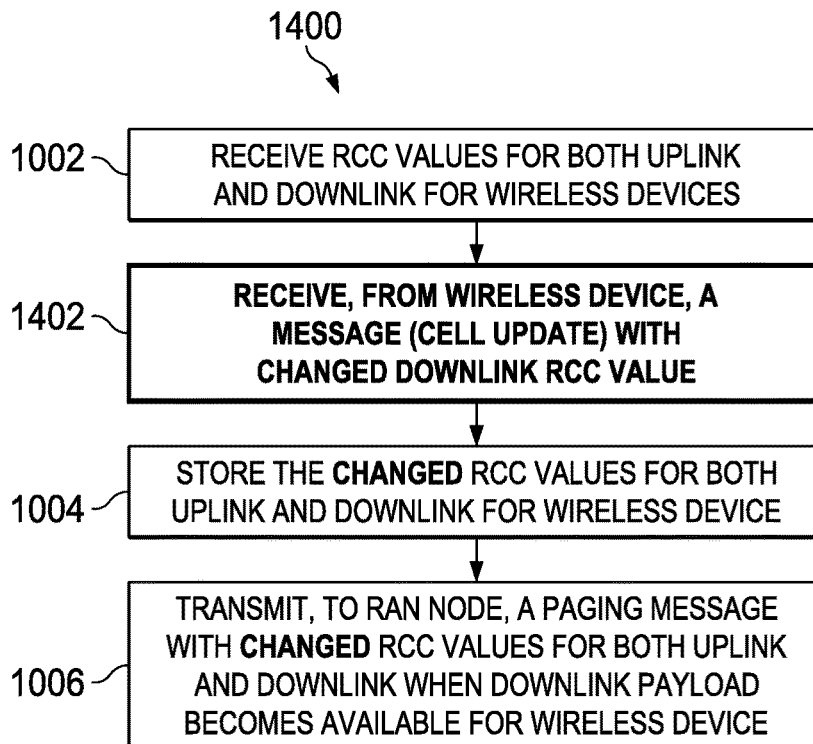 1400
1002
RECEIVE RCC VALUES FOR BOTH UPLINK
AND DOWNLINK FOR WIRELESS DEVICES
1402
RECEIVE, FROM WIRELESS DEVICE, A
MESSAGE (CELL UPDATE) WITH
CHANGED DOWNLINK RCC VALUE
1004
STORE THE CHANGED RCC VALUES FOR BOTH
UPLINK AND DOWNLINK FOR WIRELESS DEVICE
1006
TRANSMIT, TO RAN NODE, A PAGING MESSAGE
WITH CHANGED RCC VALUES FOR BOTH UPLINK
AND DOWNLINK WHEN DOWNLINK PAYLOAD
BECOMES AVAILABLE FOR WIRELESS DEVICE